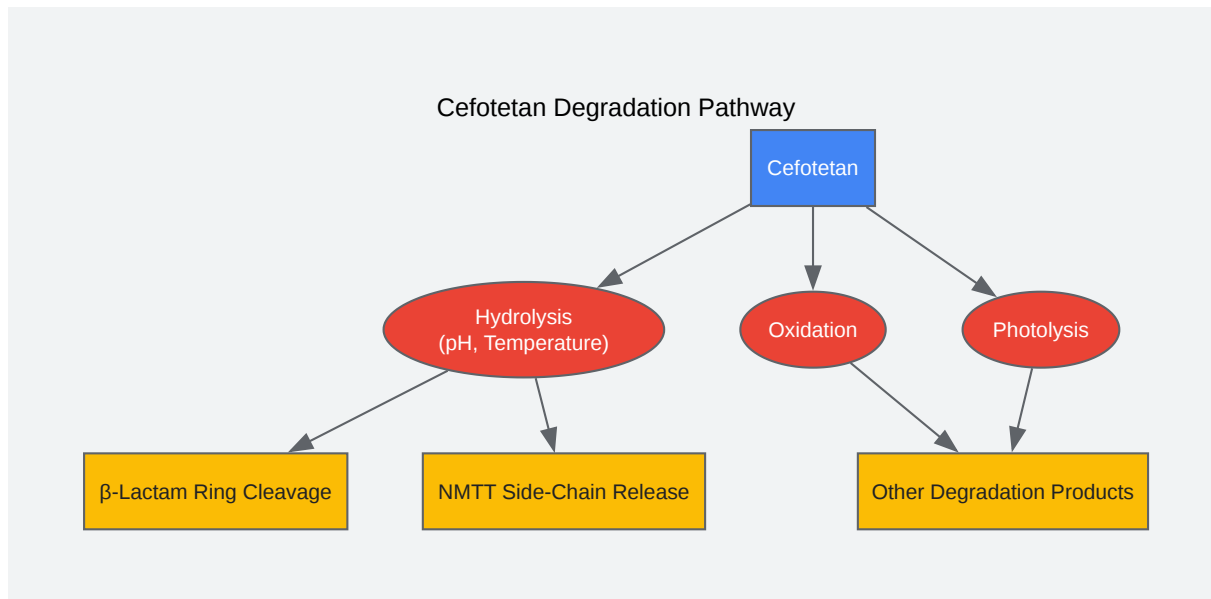 Cefotetan Degradation Pathway
Cefotetan
Hydrolysis
(pH, Temperature)
Oxidation
Photolysis
β-Lactam Ring Cleavage
NMTT Side-Chain Release
Other Degradation Products